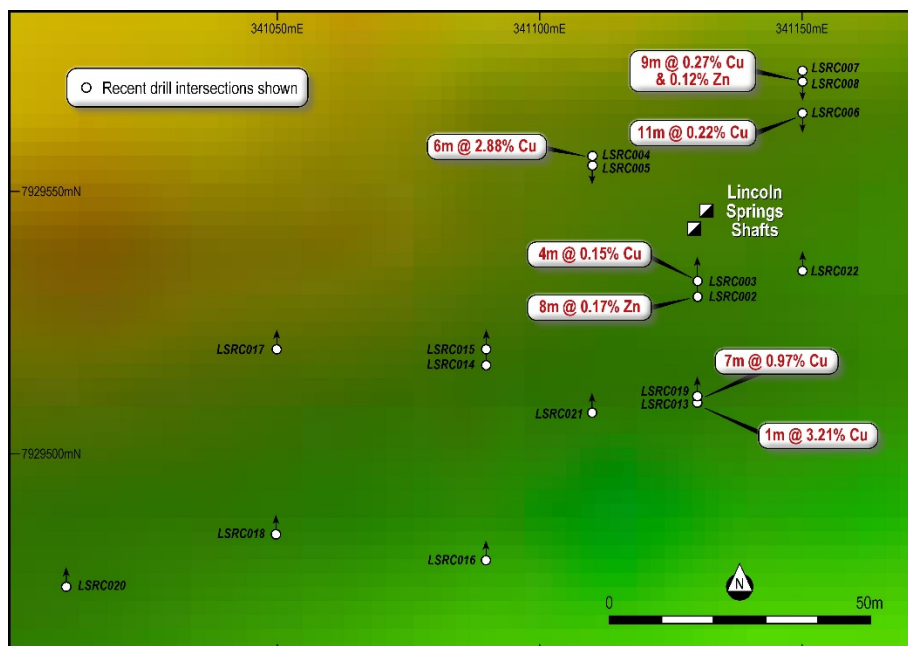 341050mE
341100mE
341150mE
Recent drill intersections shown
9m @ 0.27% Cu
& 0.12% Zn
LSRC007
LSRC008
11m @ 0.22% Cu
LSRC006
6m @ 2.88% Cu
LSRC004
LSRC005
7929550mN
Lincoln
Springs
Shafts
4m @ 0.15% Cu
LSRC003
LSRC022
8m @ 0.17% Zn
LSRC002
LSRC017
LSRC015
LSRC014
7m @ 0.97% Cu
LSRC019
LSRC013
LSRC021
1m @ 3.21% Cu
7929500mN
LSRC018
LSRC016
LSRC020
N
0
50m